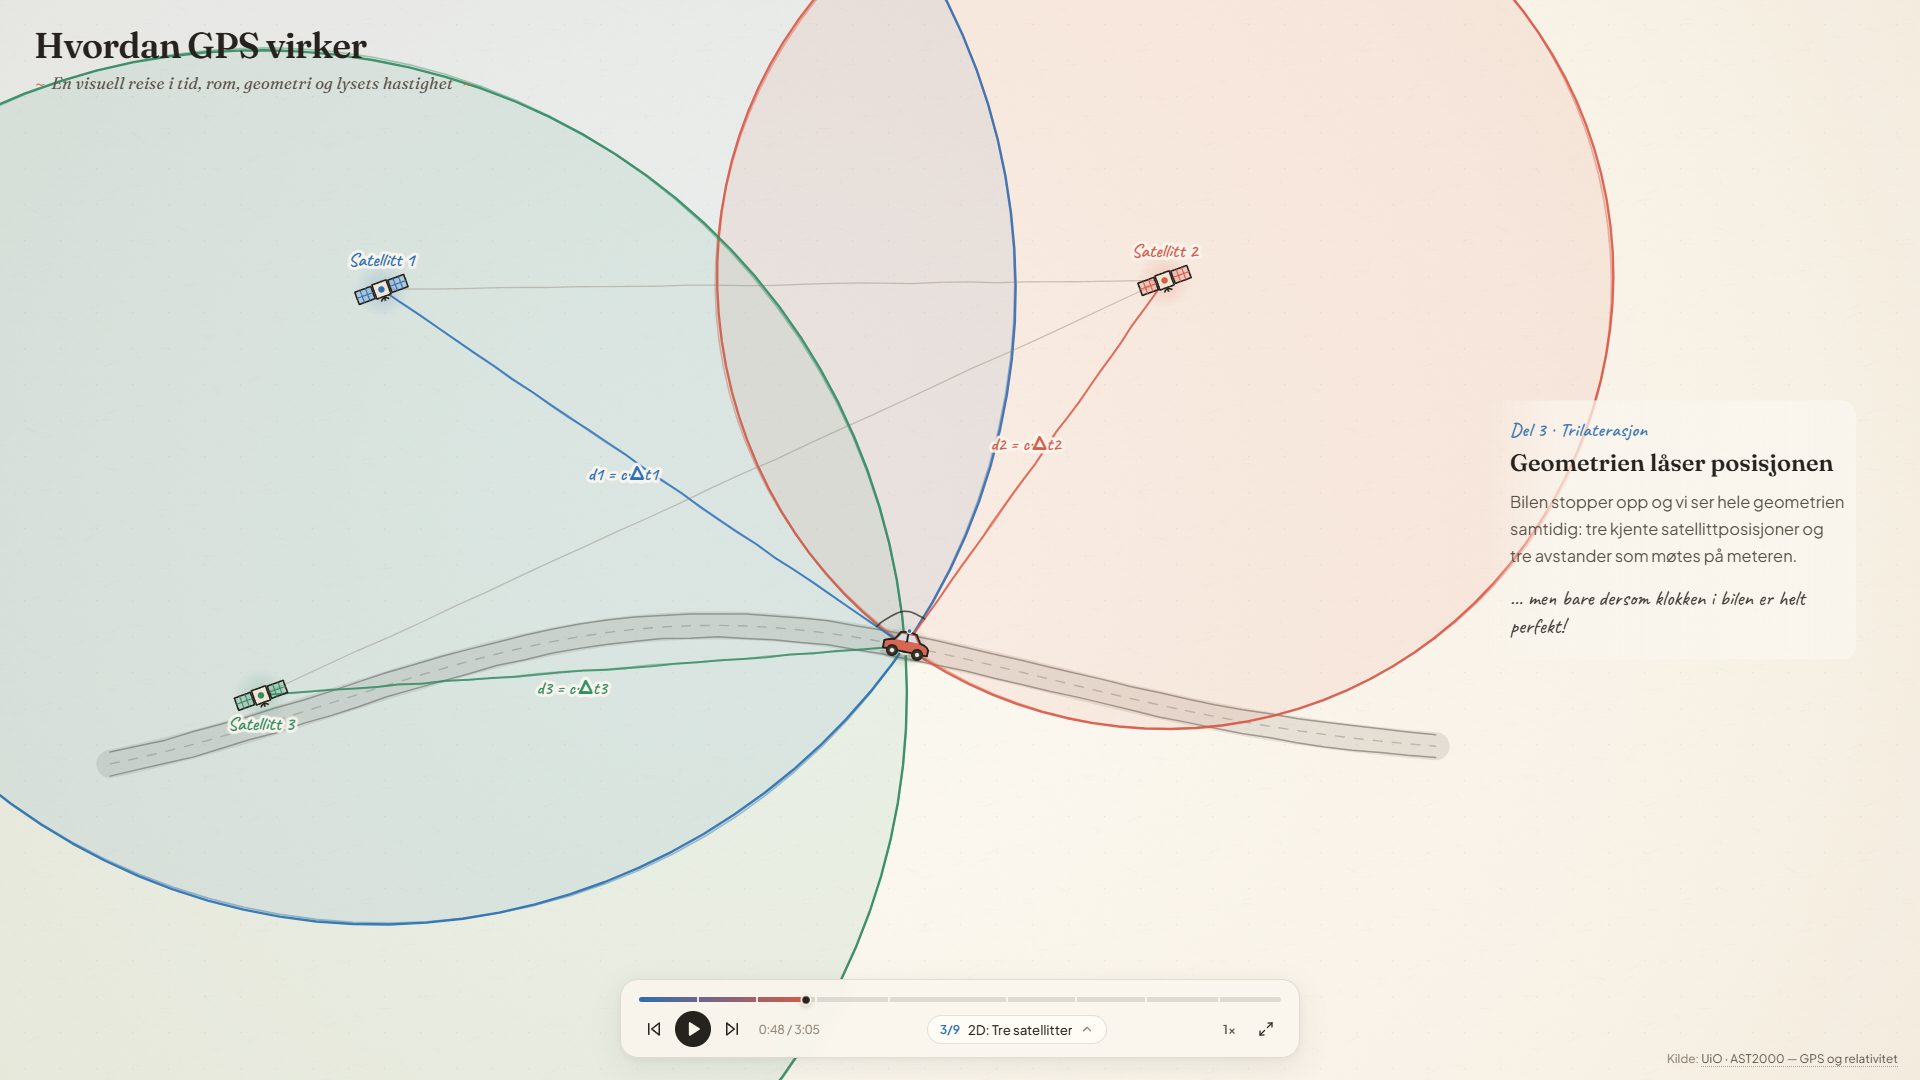 Hvordan GPS virker
~ En visuell reise i tid, rom, geometri og lysets hastighet ~
Satellitt 1
Satellitt 2
d1 = c·Δt1
d2 = c·Δt2
Del 3 · Trilaterasjon
Geometrien låser posisjonen
Bilen stopper opp og vi ser hele geometrien
samtidig: tre kjente satellittposisjoner og
tre avstander som møtes på meteren.
... men bare dersom klokken i bilen er helt
perfekt!
d3 = c·Δt3
Satellitt 3
0:48 / 3:05
3/9 2D: Tre satellitter
1×
Kilde: UiO · AST2000 — GPS og relativitet